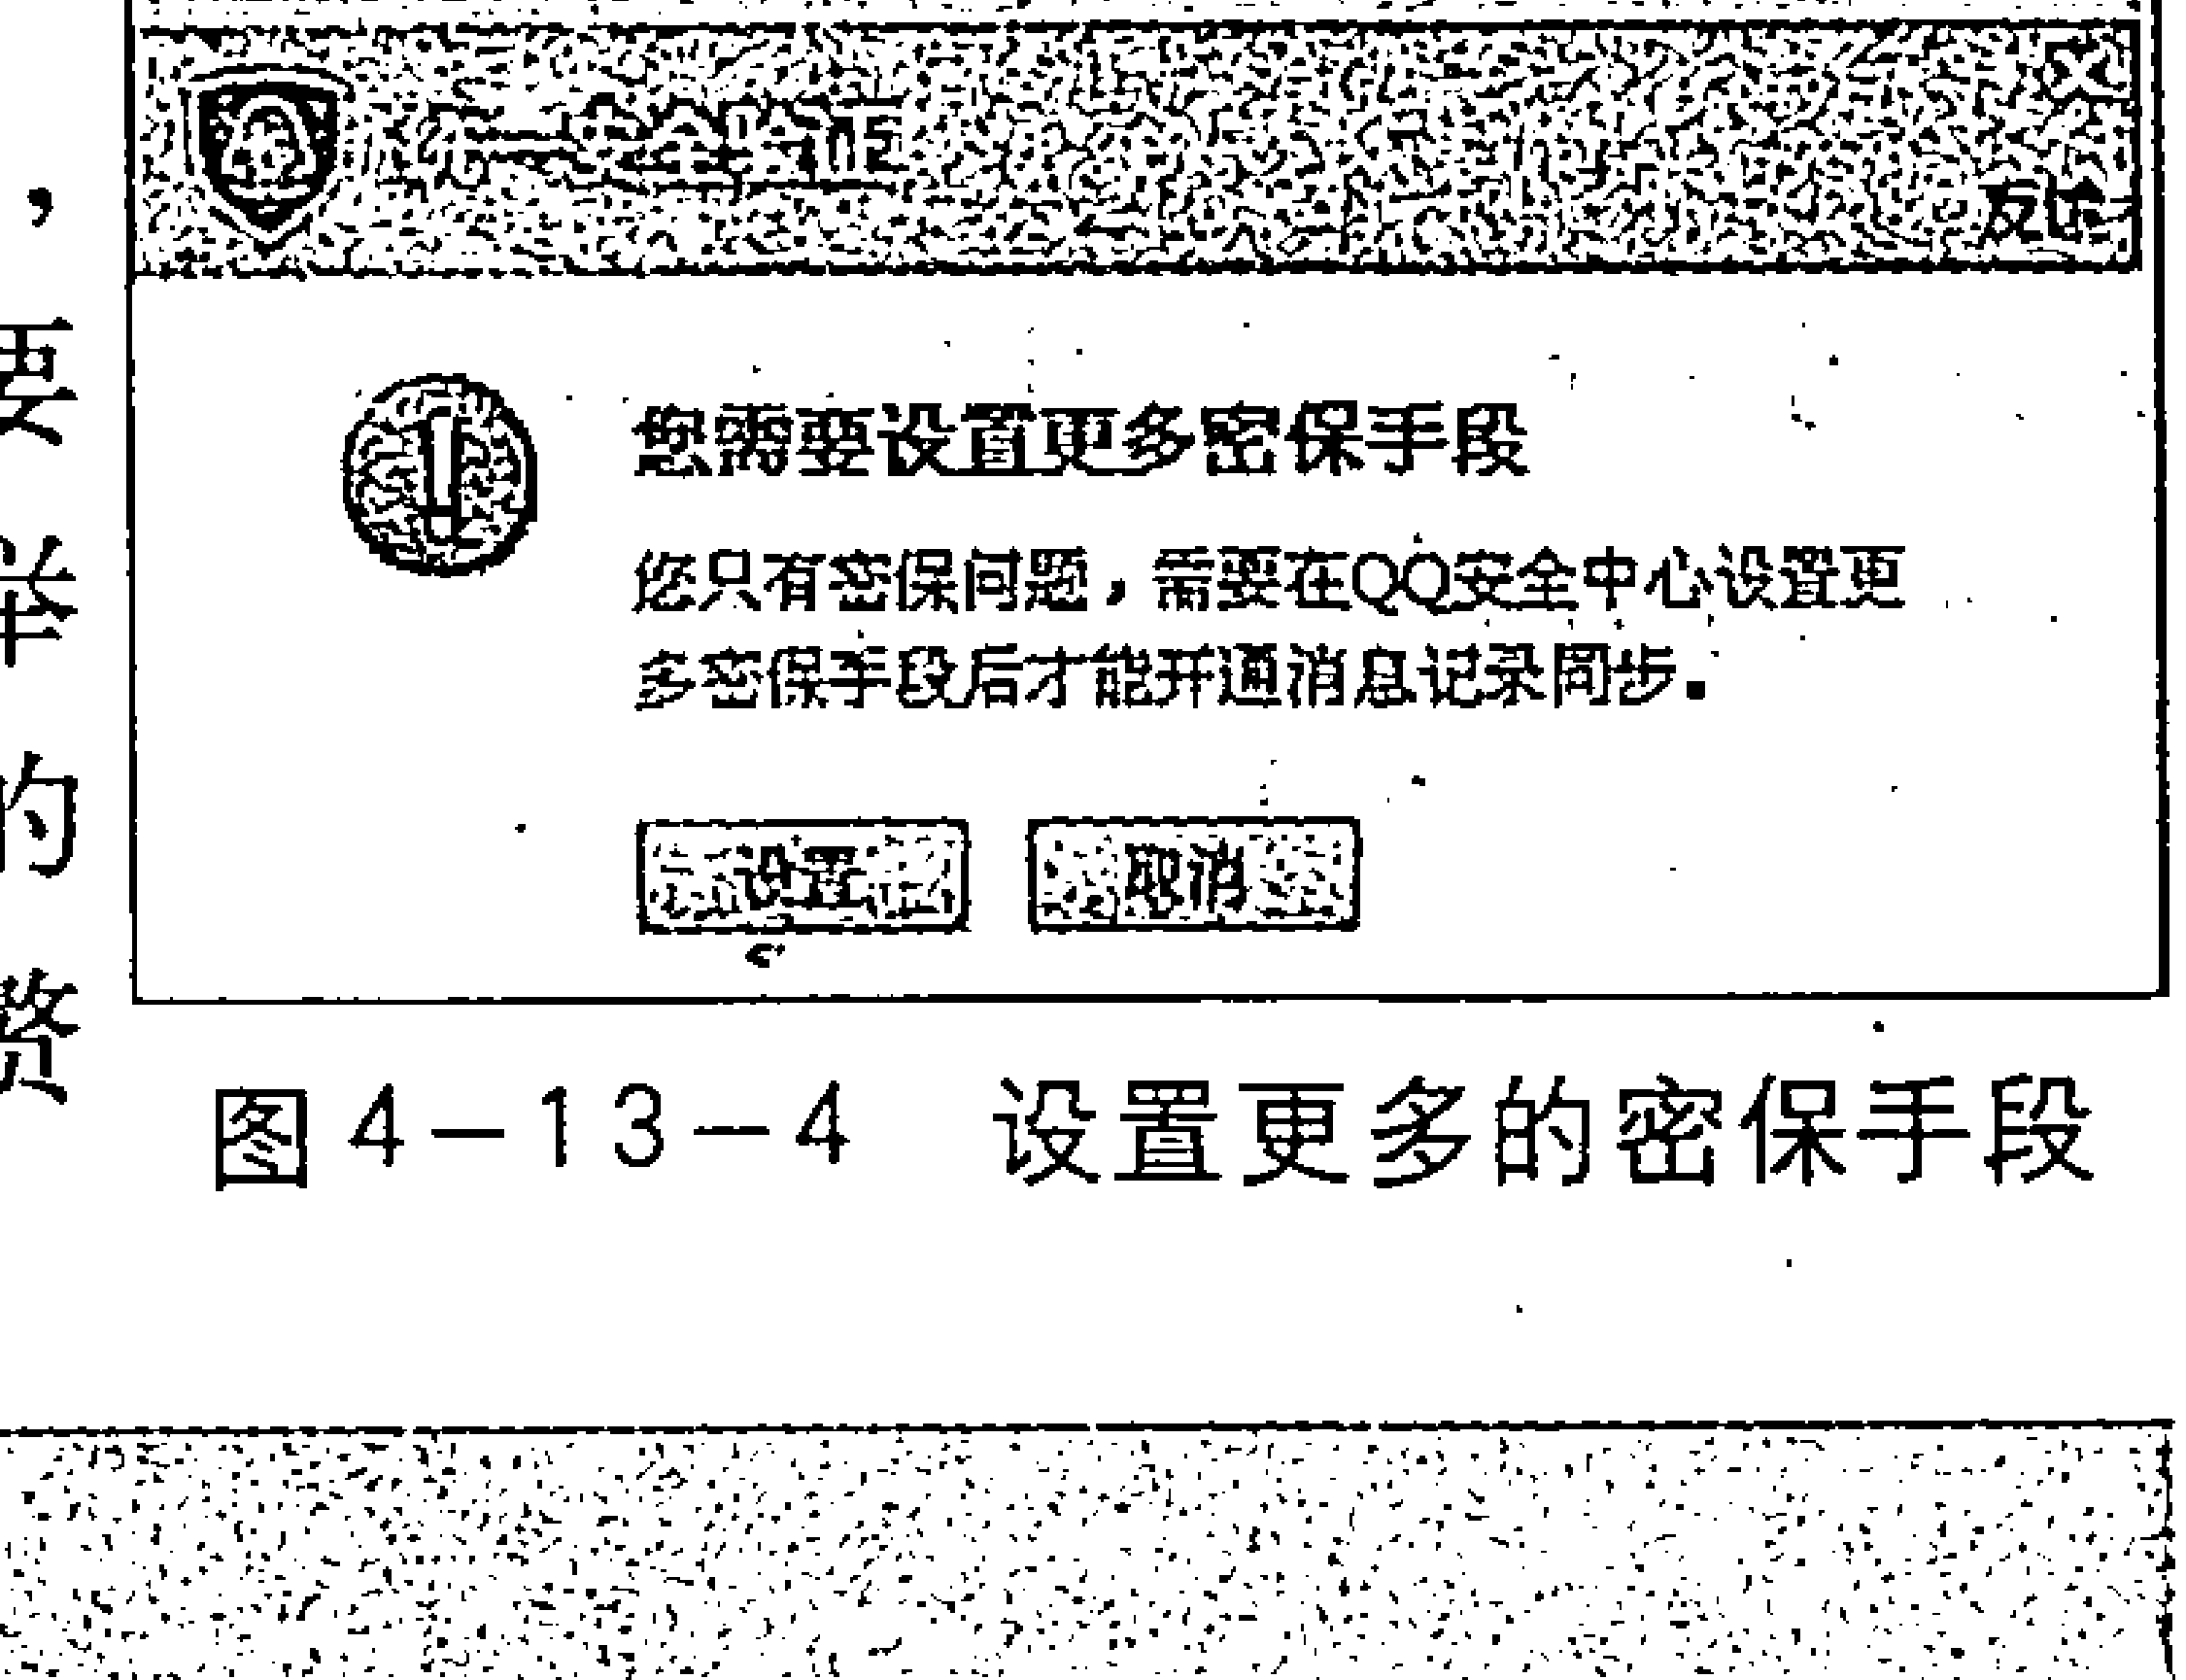 统一安全验证
反馈
您需要设置更多密保手段
您只有密保问题，需要在QQ安全中心设置更
多密保手段后才能开通消息记录同步。
设置 取消
图4-13-4 设置更多的密保手段
，
要
举
的